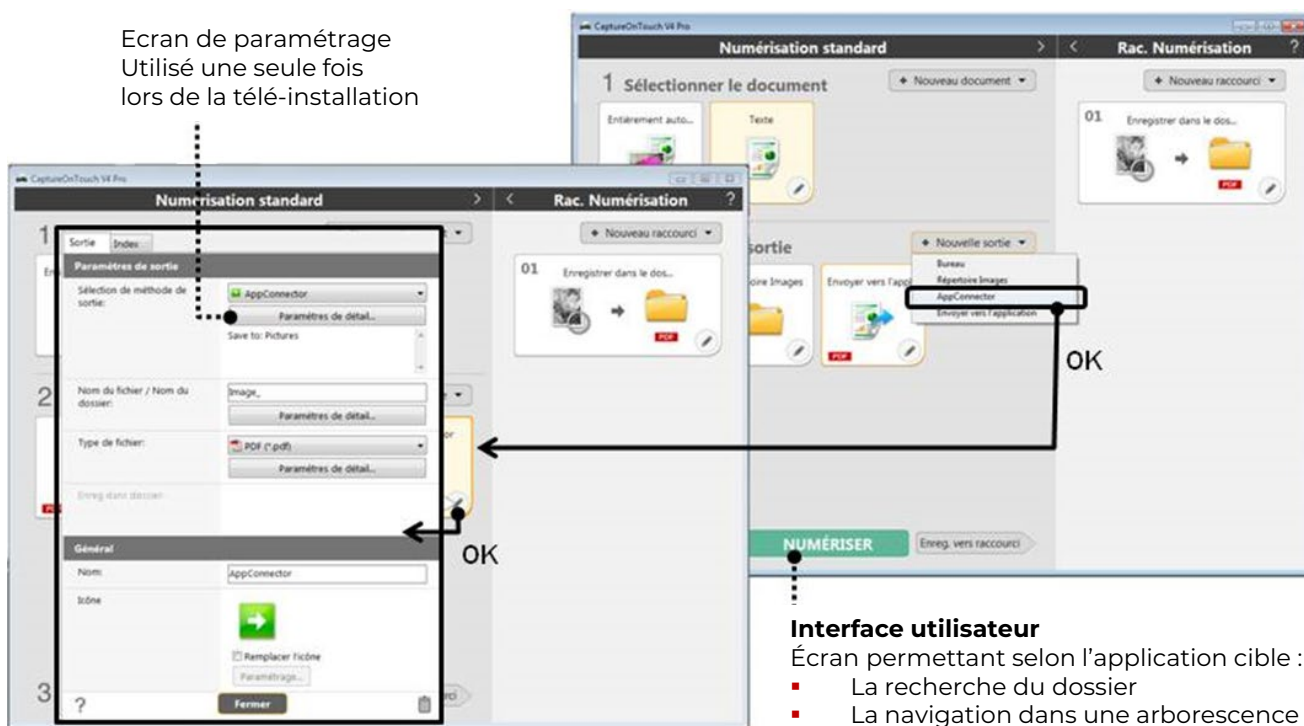 Ecran de paramétrage
Utilisé une seule fois
lors de la télé-installation
CaptureOnTouch V4 Pro
Numérisation standard
>
<
Rac. Numérisation
?
1 Sélectionner le document
+ Nouveau document
+ Nouveau raccourci
Entièrement auto...
Texte
01
Enregistrer dans le dos...
PDF
sortie
+ Nouvelle sortie
Bureau
Répertoire Images
AppConnector
Envoyer vers l'application
oire Images
Envoyer vers l'appl
PDF
OK
NUMÉRISER
Enreg. vers raccourci
CaptureOnTouch V4 Pro
Numérisation standard
>
<
Rac. Numérisation
?
1
+ Nouveau raccourci
01
Enregistrer dans le dos...
PDF
Sortie
Index
Paramètres de sortie
Sélection de méthode de
sortie:
AppConnector
Paramètres de détail...
Save to: Pictures
2
Nom du fichier / Nom du
dossier:
Image_
Paramètres de détail...
Type de fichier:
PDF (*.pdf)
Paramètres de détail...
Enreg dans dossier:
OK
Général
Nom:
AppConnector
Icône
Remplacer l'icône
Paramétrage...
3
?
Fermer
Interface utilisateur
Écran permettant selon l'application cible :
▪ La recherche du dossier
▪ La navigation dans une arborescence